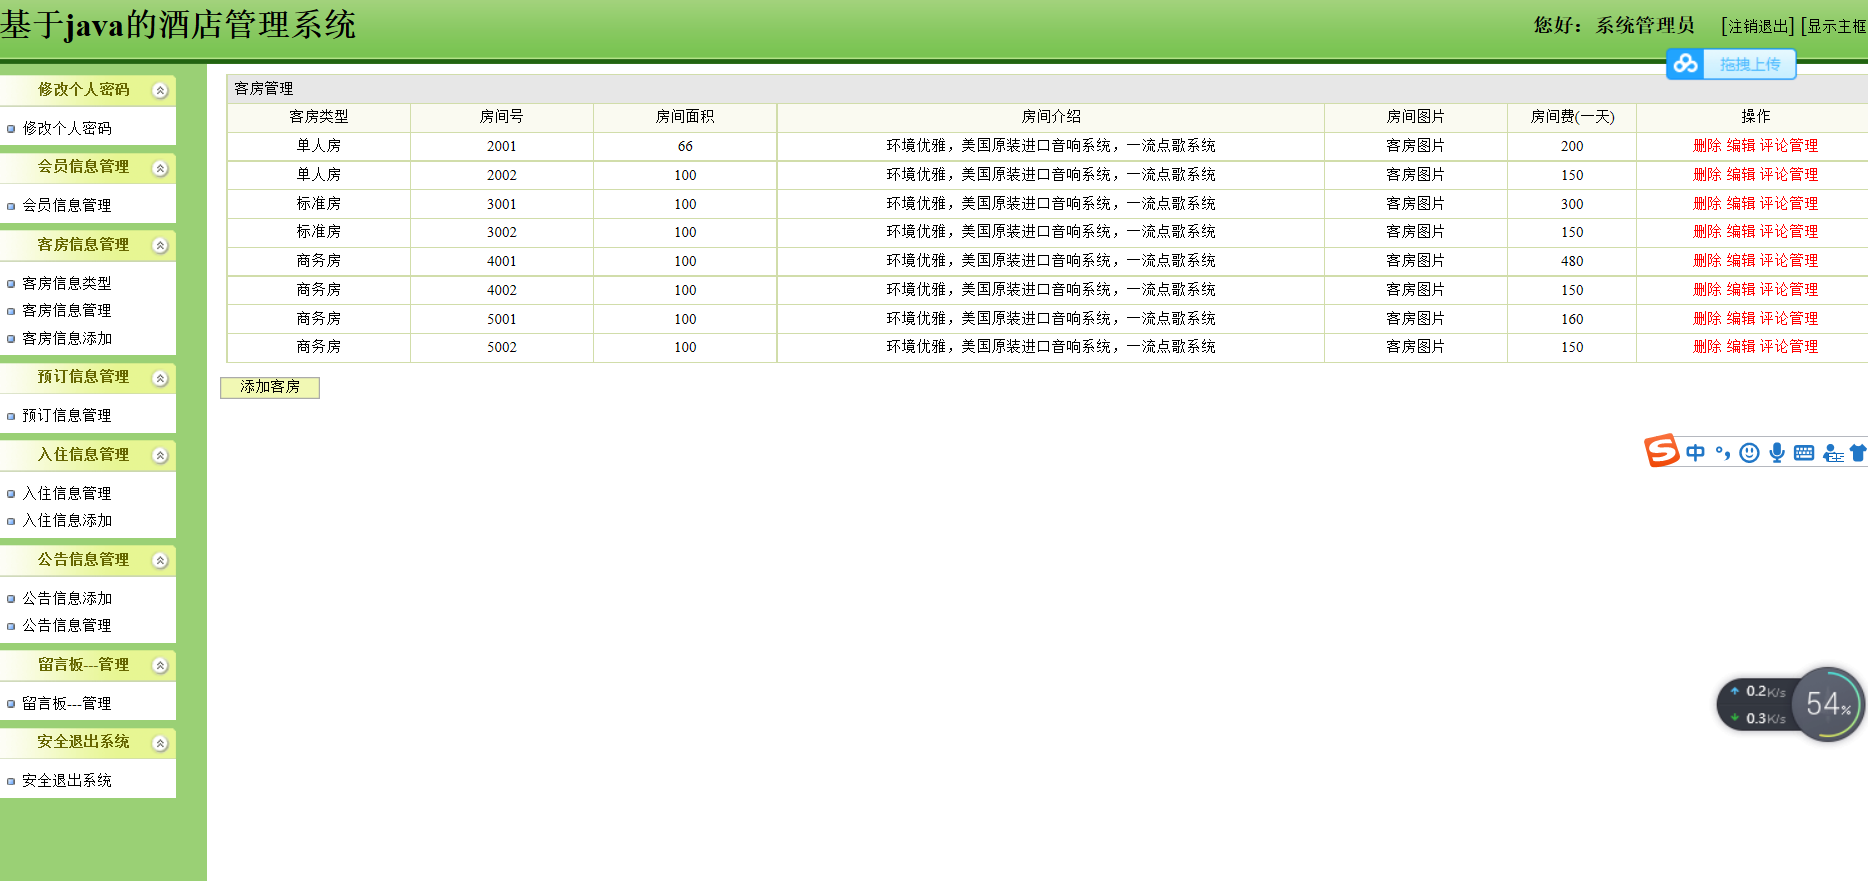 基于java的酒店管理系统
您好：系统管理员 [注销退出] [显示主框
拖拽上传
修改个人密码
修改个人密码
会员信息管理
会员信息管理
客房信息管理
客房信息类型
客房信息管理
客房信息添加
预订信息管理
预订信息管理
入住信息管理
入住信息管理
入住信息添加
公告信息管理
公告信息添加
公告信息管理
留言板---管理
留言板---管理
安全退出系统
安全退出系统
客房管理
客房类型 房间号 房间面积 房间介绍 房间图片 房间费(一天) 操作
单人房 2001 66 环境优雅，美国原装进口音响系统，一流点歌系统 客房图片 200 删除 编辑 评论管理
单人房 2002 100 环境优雅，美国原装进口音响系统，一流点歌系统 客房图片 150 删除 编辑 评论管理
标准房 3001 100 环境优雅，美国原装进口音响系统，一流点歌系统 客房图片 300 删除 编辑 评论管理
标准房 3002 100 环境优雅，美国原装进口音响系统，一流点歌系统 客房图片 150 删除 编辑 评论管理
商务房 4001 100 环境优雅，美国原装进口音响系统，一流点歌系统 客房图片 480 删除 编辑 评论管理
商务房 4002 100 环境优雅，美国原装进口音响系统，一流点歌系统 客房图片 150 删除 编辑 评论管理
商务房 5001 100 环境优雅，美国原装进口音响系统，一流点歌系统 客房图片 160 删除 编辑 评论管理
商务房 5002 100 环境优雅，美国原装进口音响系统，一流点歌系统 客房图片 150 删除 编辑 评论管理
添加客房
S 中 °,
0.2K/s
0.3K/s
54%